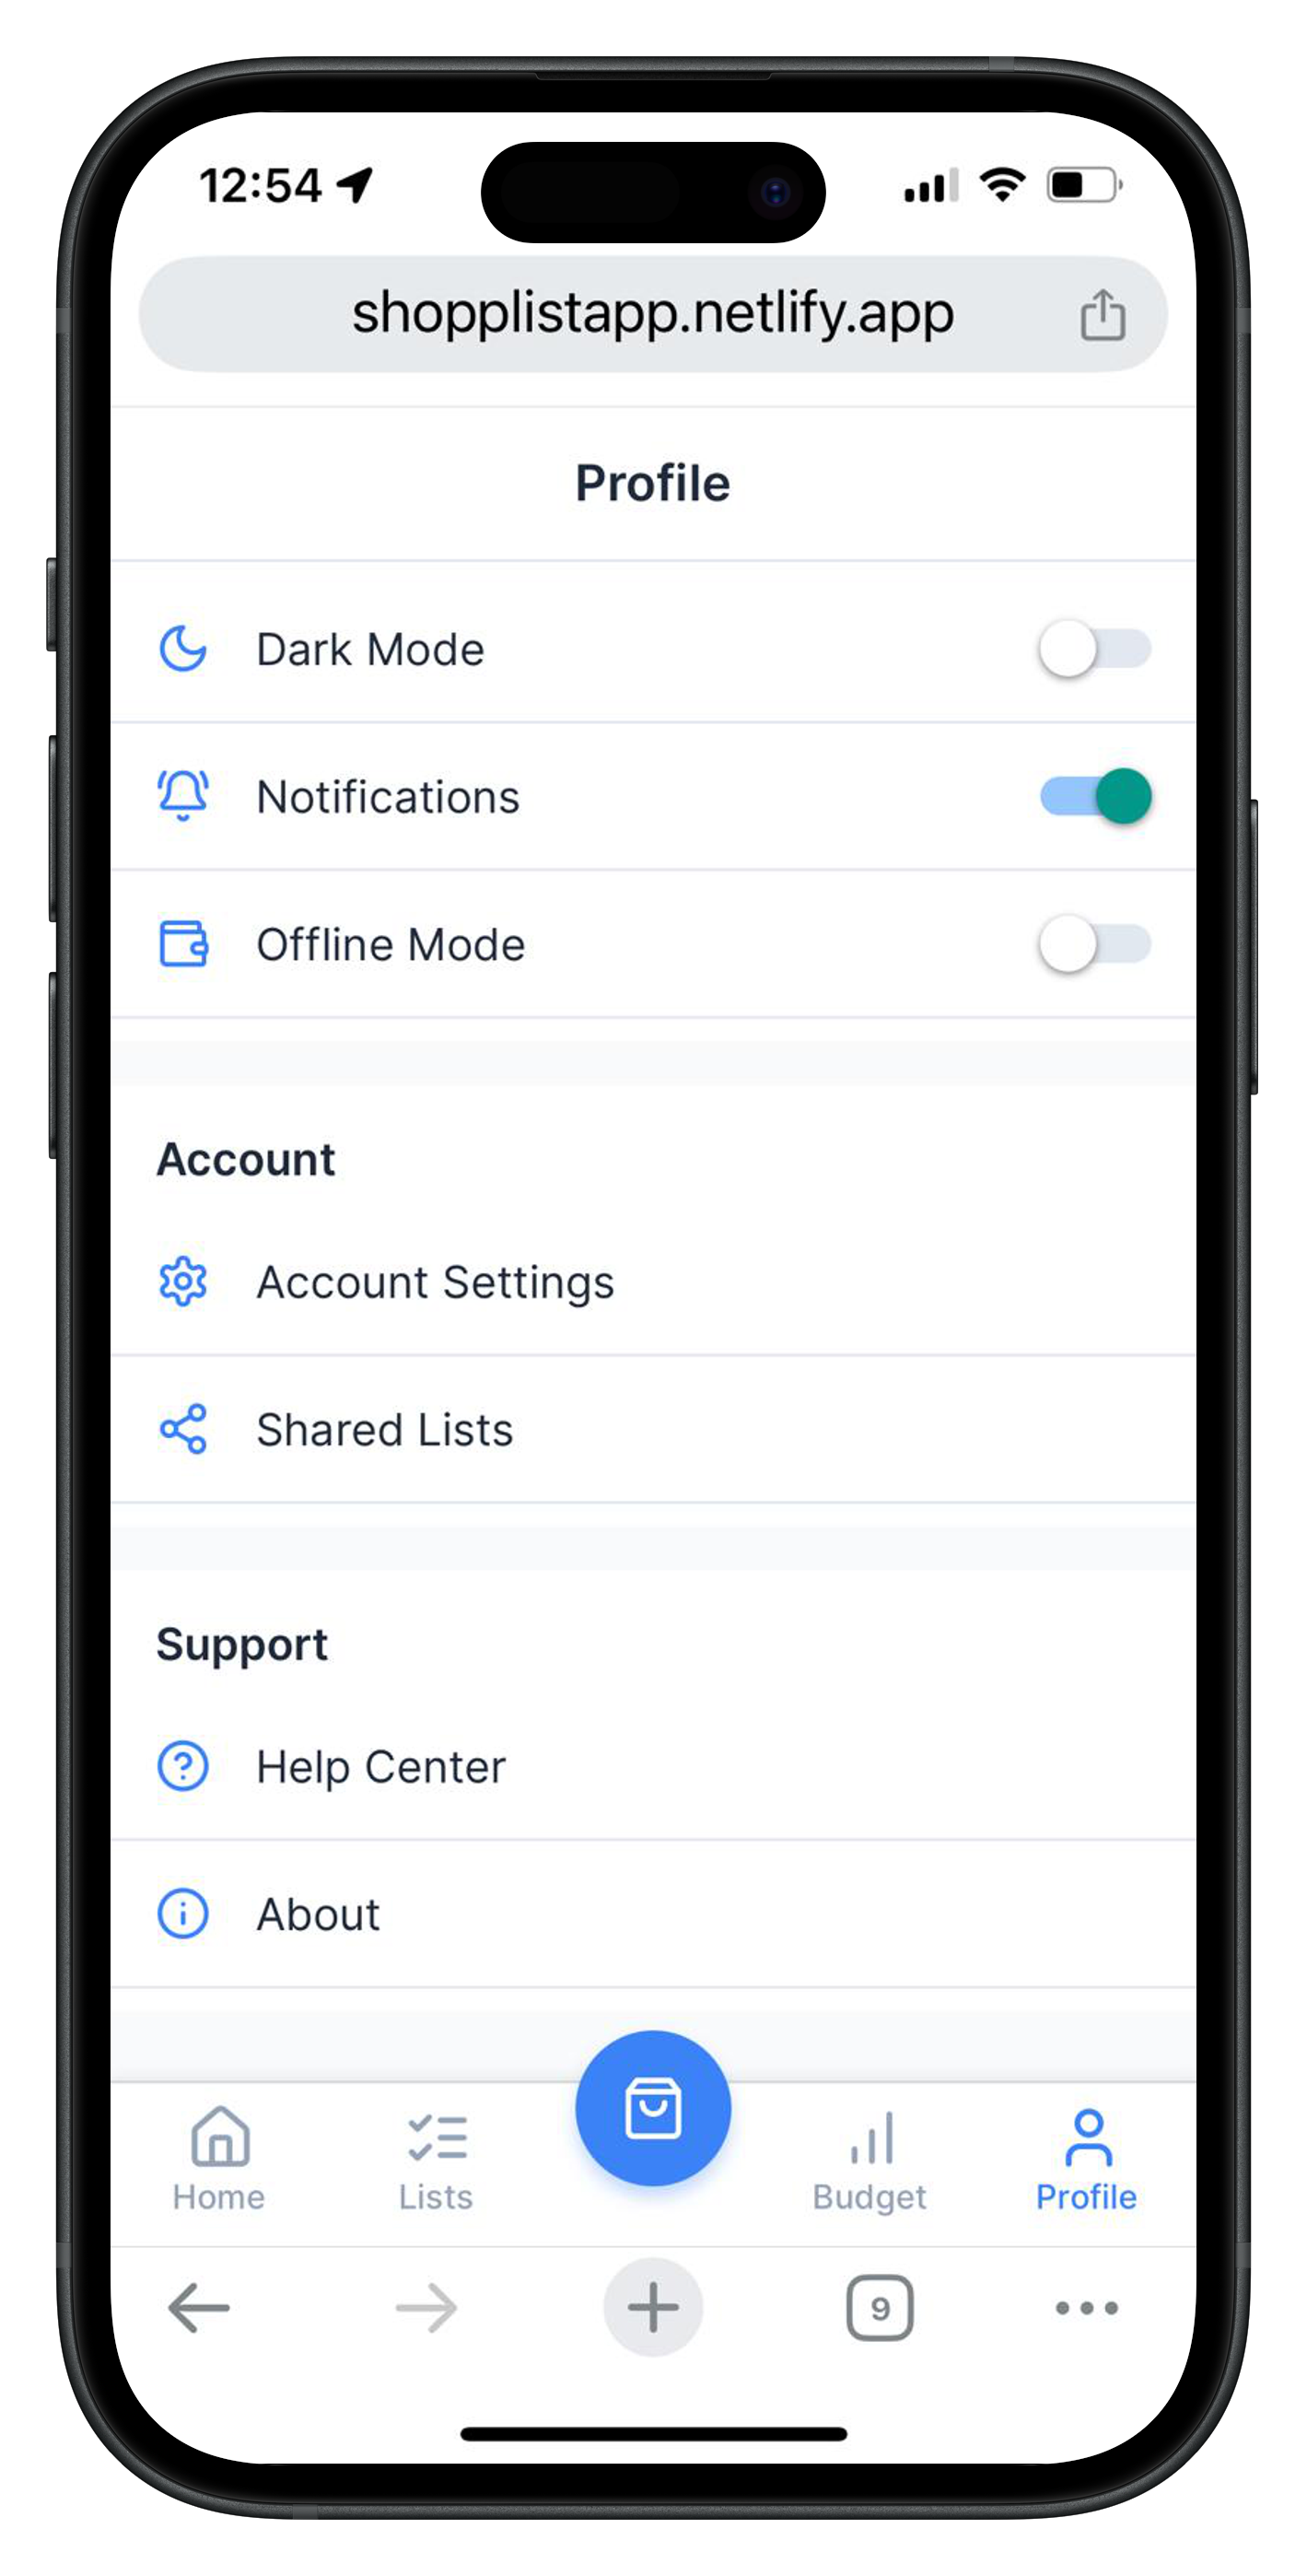 12:54
shopplistapp.netlify.app
Profile
Dark Mode
Notifications
Offline Mode
Account
Account Settings
Shared Lists
Support
Help Center
About
Home
Lists
Budget
Profile
9